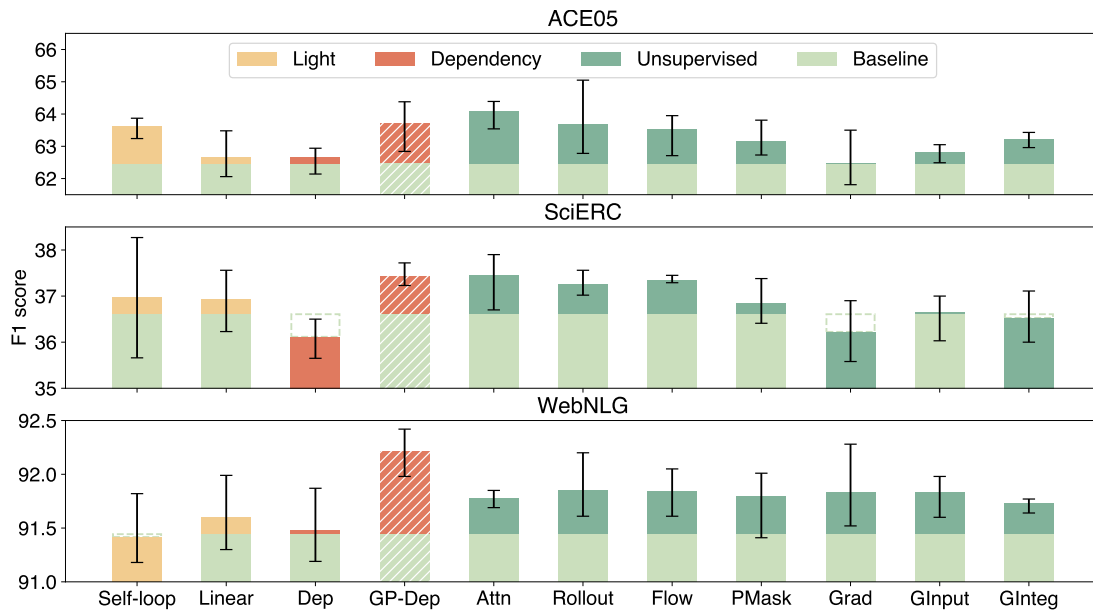 ACE05
66
65
64
63
62
Light Dependency Unsupervised Baseline
SciERC
F1 score
38
37
36
35
WebNLG
92.5
92.0
91.5
91.0
Self-loop Linear Dep GP-Dep Attn Rollout Flow PMask Grad GInput GInteg